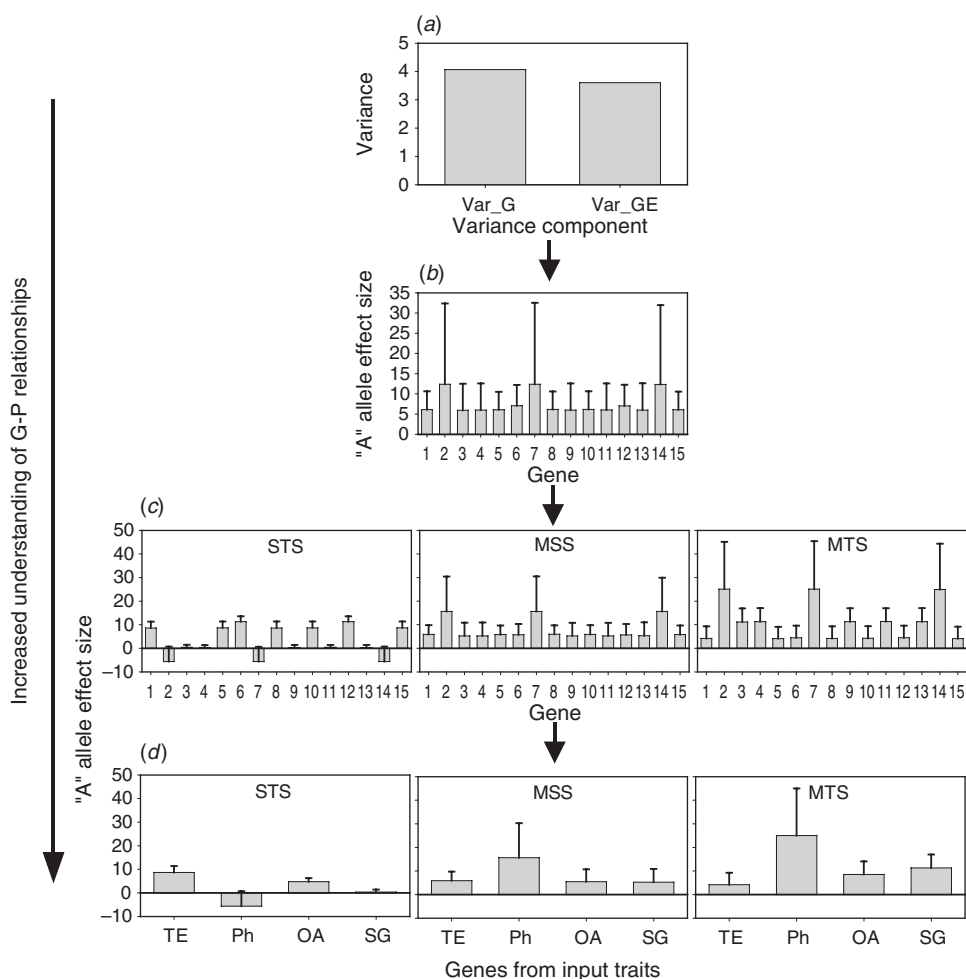 (a)
5
4
3
2
1
0
Variance
Var_G Var_GE
Variance component
(b)
35
30
25
20
15
10
5
0
"A" allele effect size
1 2 3 4 5 6 7 8 9 10 11 12 13 14 15
Gene
Increased understanding of G-P relationships
(c)
STS MSS MTS
50
40
30
20
10
0
–10
1 2 3 4 5 6 7 8 9 10 11 12 13 14 15 1 2 3 4 5 6 7 8 9 10 11 12 13 14 15 1 2 3 4 5 6 7 8 9 10 11 12 13 14 15
Gene
"A" allele effect size
(d)
STS MSS MTS
50
40
30
20
10
0
–10
TE Ph OA SG TE Ph OA SG TE Ph OA SG
Genes from input traits